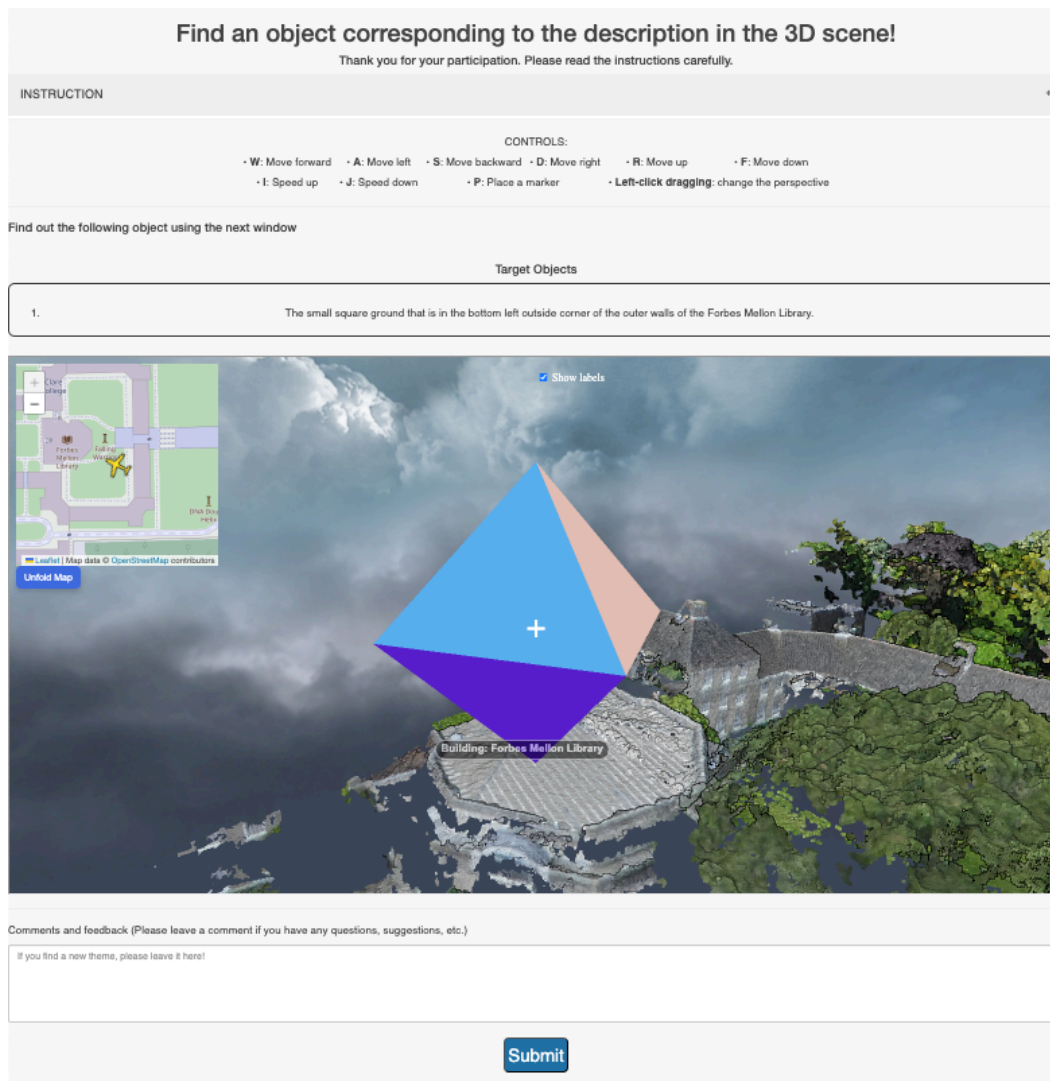 Find an object corresponding to the description in the 3D scene!
Thank you for your participation. Please read the instructions carefully.
INSTRUCTION
CONTROLS:
• W: Move forward • A: Move left • S: Move backward • D: Move right • R: Move up • F: Move down
• I: Speed up • J: Speed down • P: Place a marker • Left-click dragging: change the perspective
Find out the following object using the next window
Target Objects
1. The small square ground that is in the bottom left outside corner of the outer walls of the Forbes Mellon Library.
Show labels
+
−
Clare
Forbes
Mellon
Library
Falling
DNA Dou
Helix
Leaflet | Map data © OpenStreetMap contributors
Unfold Map
Building: Forbes Mellon Library
Comments and feedback (Please leave a comment if you have any questions, suggestions, etc.)
If you find a new theme, please leave it here!
Submit